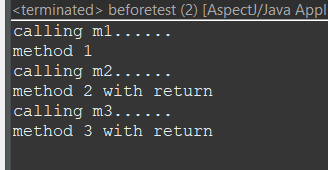 <terminated> beforetest (2) [AspectJ/Java Appl
calling m1......
method 1
calling m2......
method 2 with return
calling m3......
method 3 with return